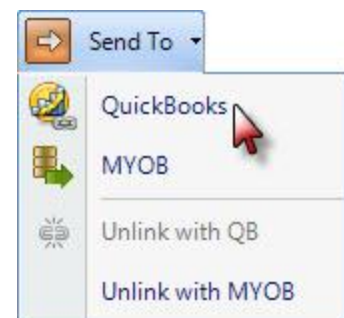 Send To
QuickBooks
MYOB
Unlink with QB
Unlink with MYOB